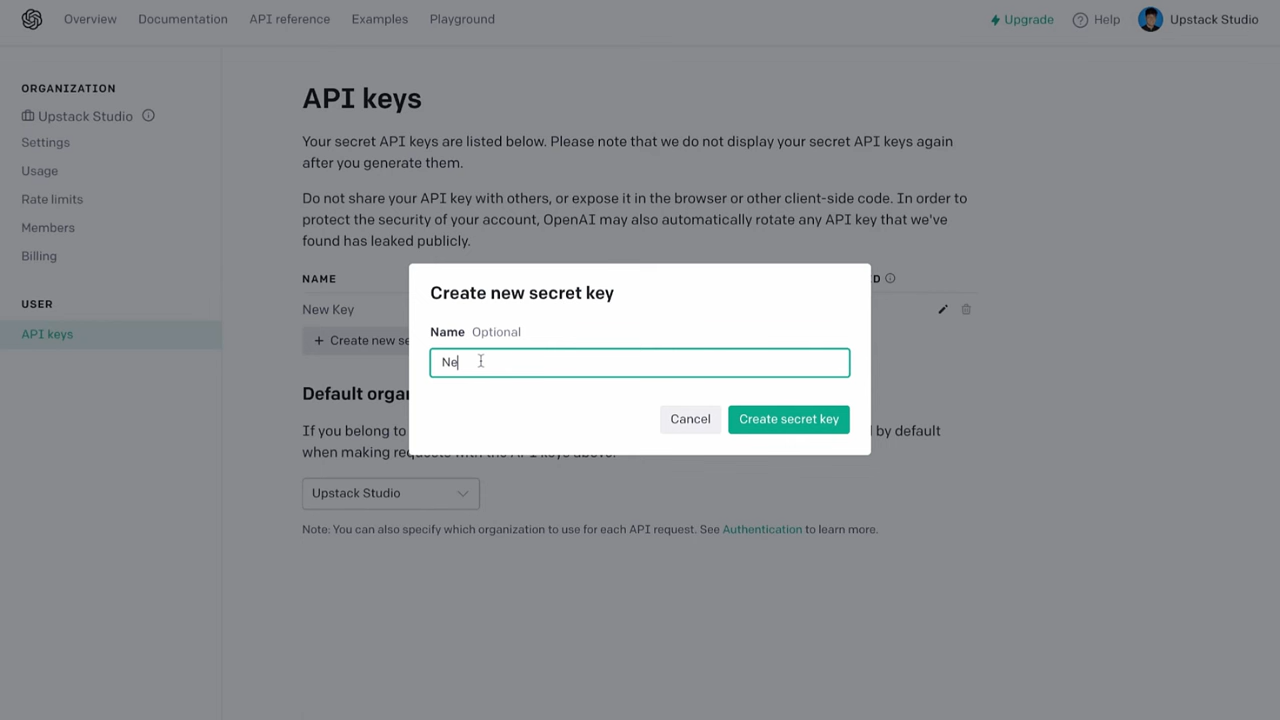 Overview Documentation API reference Examples Playground Upgrade Help Upstack Studio
ORGANIZATION
Upstack Studio
Settings
Usage
Rate limits
Members
Billing
USER
API keys
API keys
Your secret API keys are listed below. Please note that we do not display your secret API keys again
after you generate them.
Do not share your API key with others, or expose it in the browser or other client-side code. In order to
protect the security of your account, OpenAI may also automatically rotate any API key that we've
found has leaked publicly.
NAME
New Key
+ Create new se
Create new secret key
Name Optional
Ne
Cancel Create secret key
Default orga
If you belong to by default
when making requests with the API keys above.
Upstack Studio
Note: You can also specify which organization to use for each API request. See Authentication to learn more.